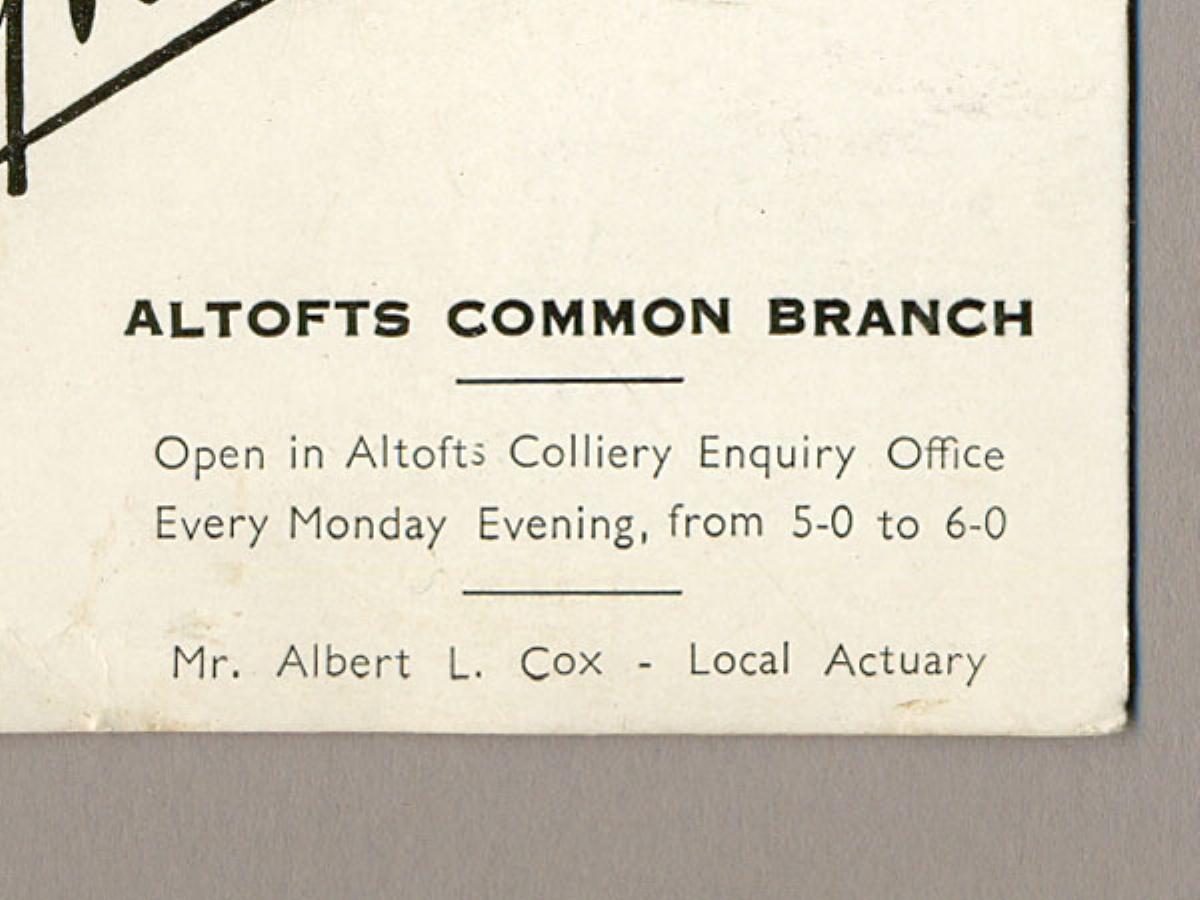 ALTOFTS COMMON BRANCH
Open in Altofts Colliery Enquiry Office
Every Monday Evening, from 5-0 to 6-0
Mr. Albert L. Cox - Local Actuary